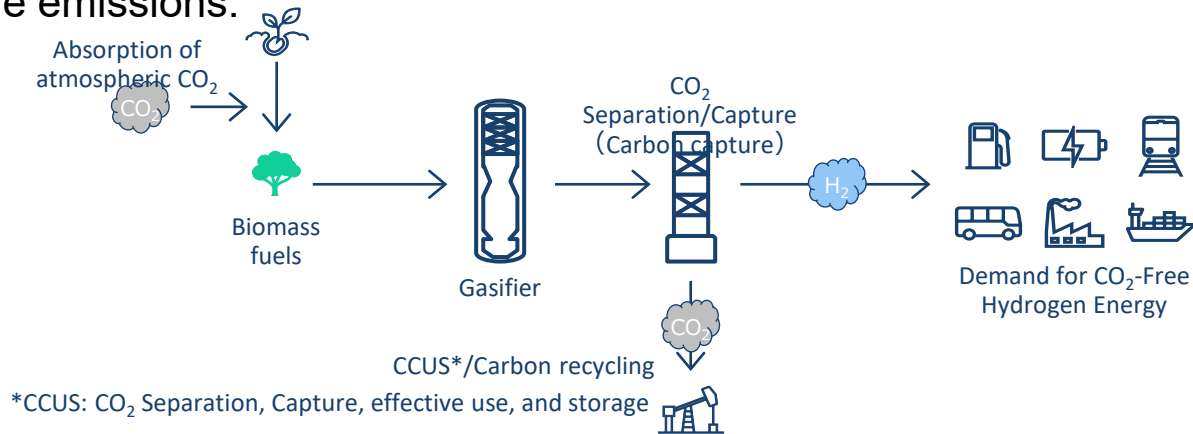 e emissions.
Absorption of
atmospheric CO₂
CO₂
Biomass
fuels
Gasifier
CO₂
Separation/Capture
（Carbon capture）
H₂
CO₂
Demand for CO₂-Free
Hydrogen Energy
CCUS*/Carbon recycling
*CCUS: CO₂ Separation, Capture, effective use, and storage